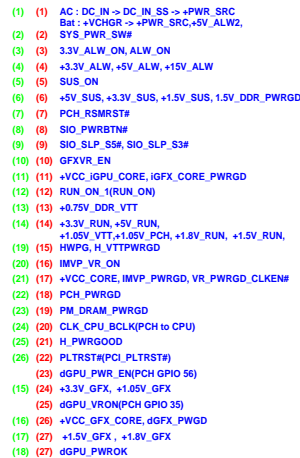 (1) (1) AC : DC_IN -> DC_IN_SS -> +PWR_SRC
Bat : +VCHGR -> +PWR_SRC,+5V_ALW2,
(2) (2) SYS_PWR_SW#
(3) (3) 3.3V_ALW_ON, ALW_ON
(4) (4) +3.3V_ALW, +5V_ALW, +15V_ALW
(5) (5) SUS_ON
(6) (6) +5V_SUS, +3.3V_SUS, +1.5V_SUS, 1.5V_DDR_PWRGD
(7) (7) PCH_RSMRST#
(8) (8) SIO_PWRBTN#
(9) (9) SIO_SLP_S5#, SIO_SLP_S3#
(10) (10) GFXVR_EN
(11) (11) +VCC_iGPU_CORE, iGFX_CORE_PWRGD
(12) (12) RUN_ON_1(RUN_ON)
(13) (13) +0.75V_DDR_VTT
(14) (14) +3.3V_RUN, +5V_RUN,
+1.05V_VTT,+1.05V_PCH, +1.8V_RUN, +1.5V_RUN,
(19) (15) HWPG, H_VTTPWRGD
(20) (16) IMVP_VR_ON
(21) (17) +VCC_CORE, IMVP_PWRGD, VR_PWRGD_CLKEN#
(22) (18) PCH_PWRGD
(23) (19) PM_DRAM_PWRGD
(24) (20) CLK_CPU_BCLK(PCH to CPU)
(25) (21) H_PWRGOOD
(26) (22) PLTRST#(PCI_PLTRST#)
(23) dGPU_PWR_EN(PCH GPIO 56)
(15) (24) +3.3V_GFX, +1.05V_GFX
(25) dGPU_VRON(PCH GPIO 35)
(16) (26) +VCC_GFX_CORE, dGFX_PWGD
(17) (27) +1.5V_GFX , +1.8V_GFX
(18) (27) dGPU_PWROK